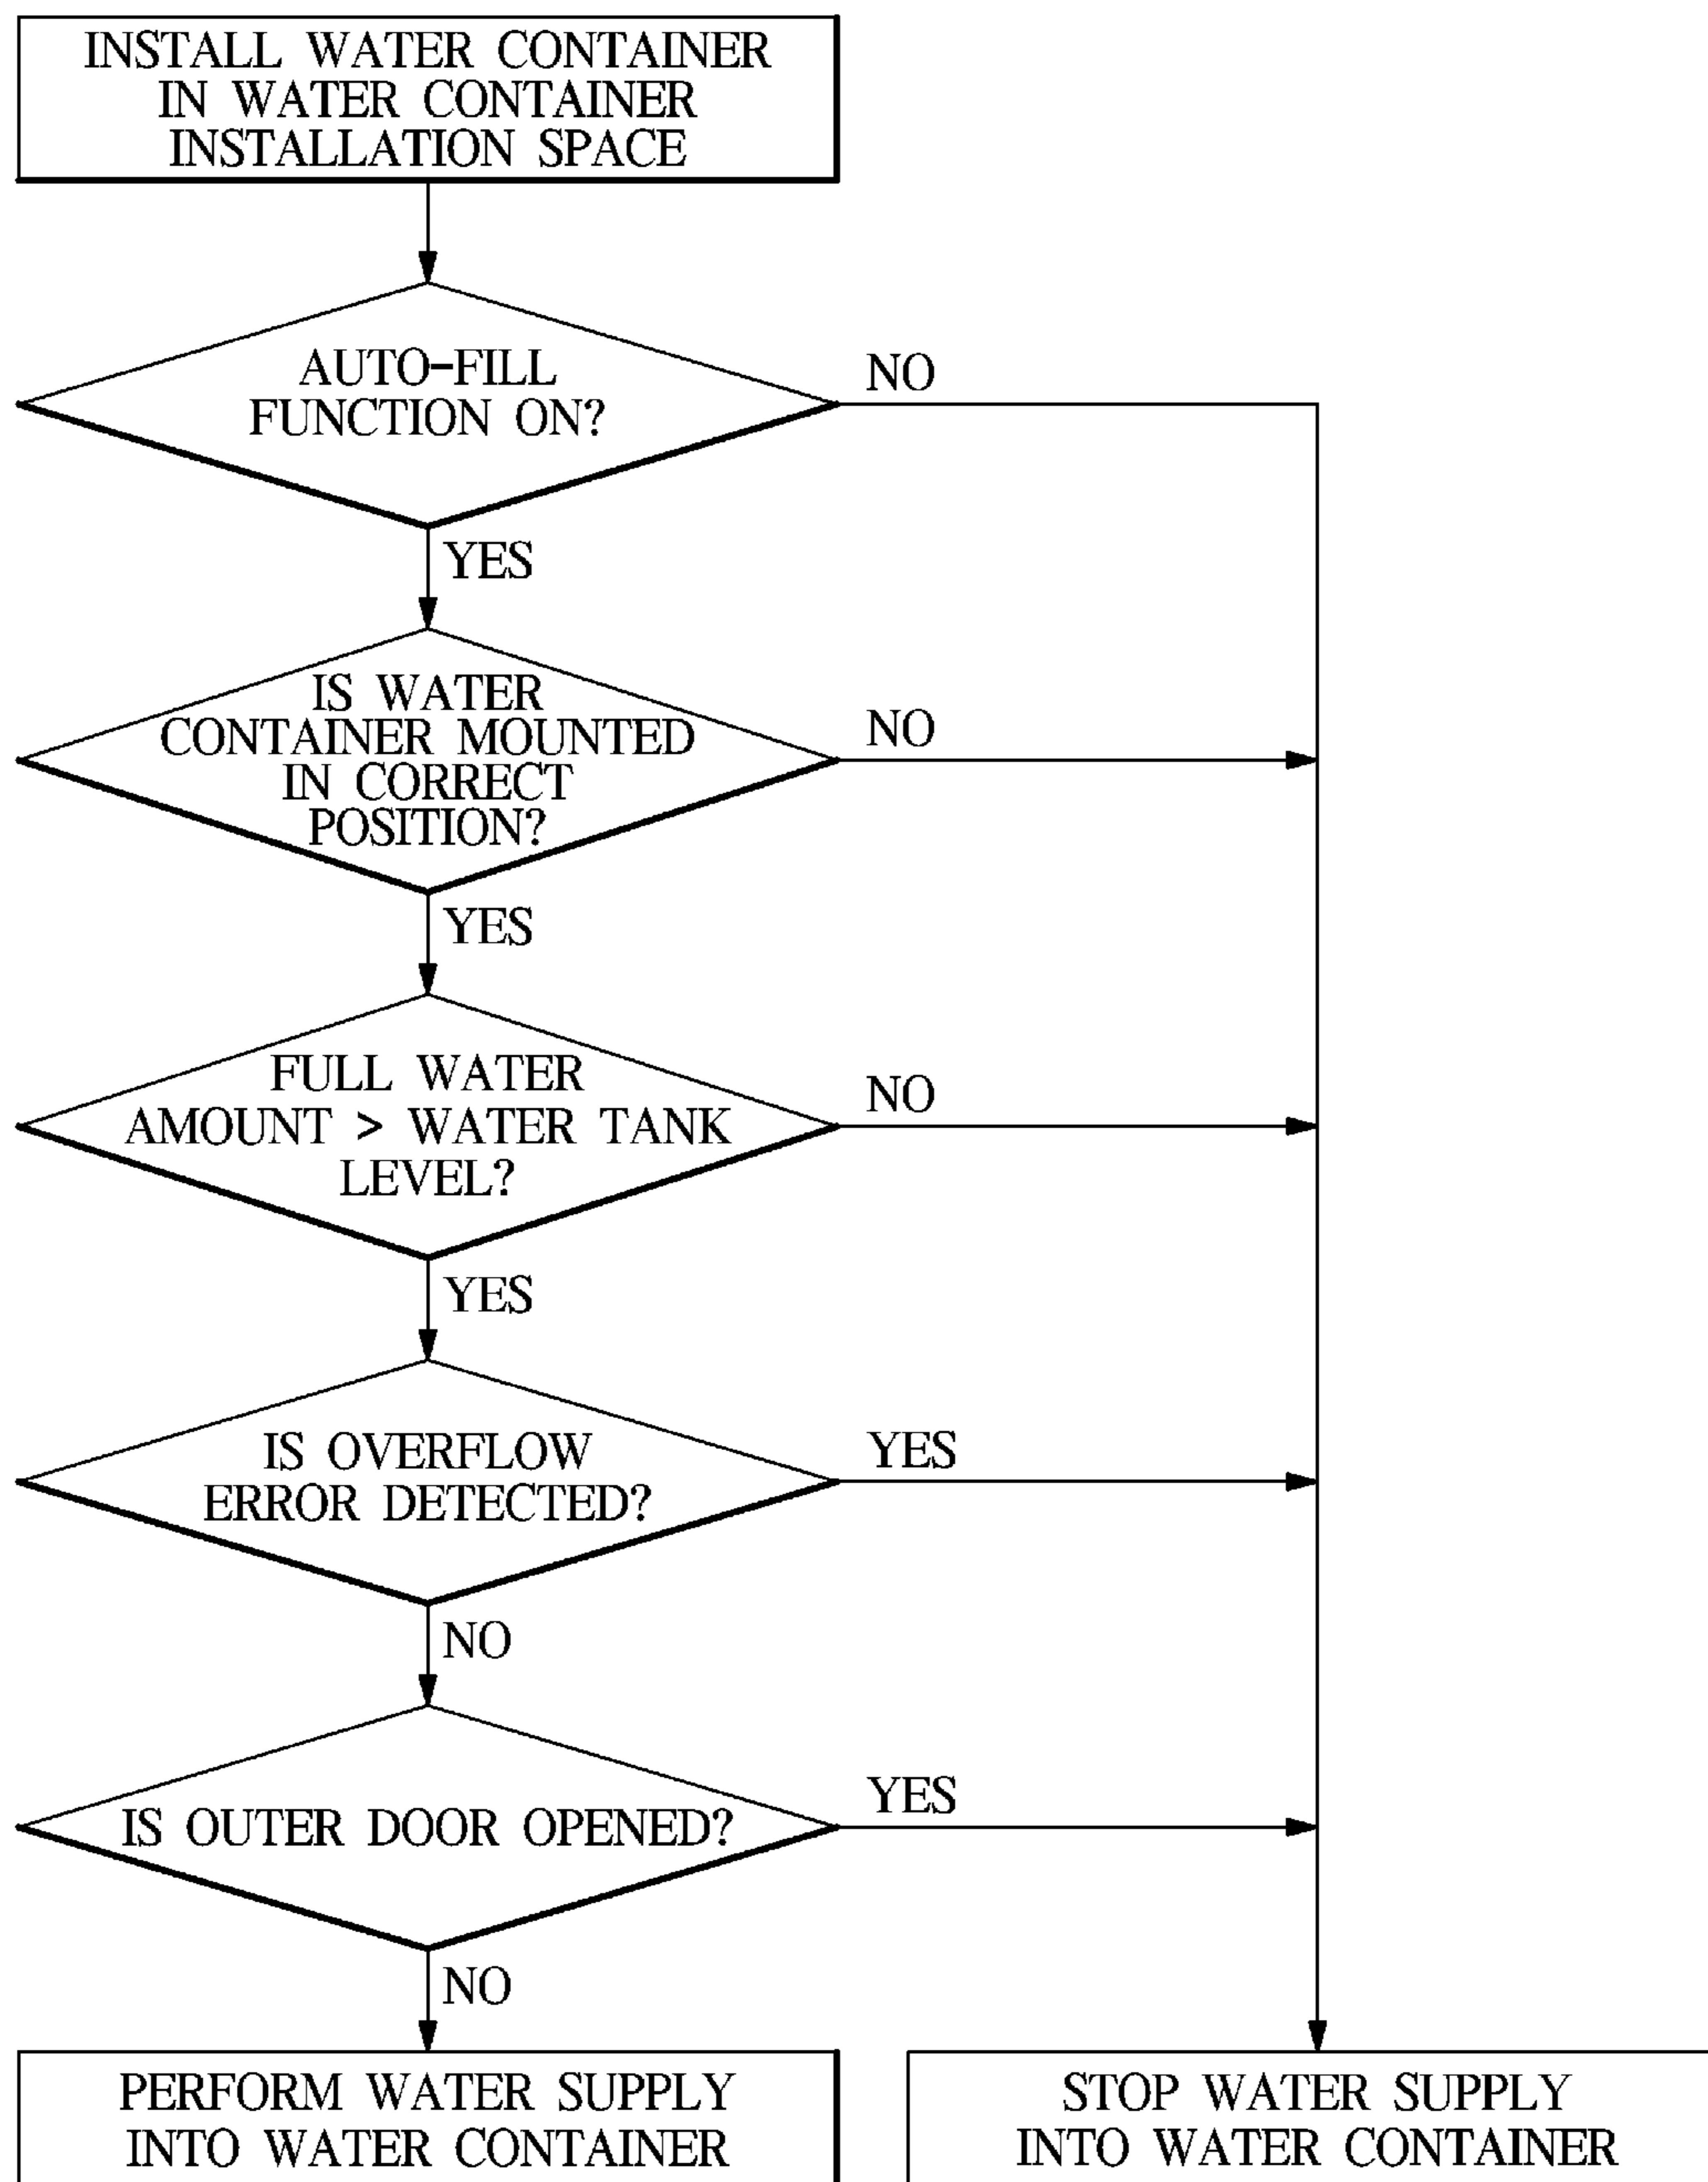 INSTALL WATER CONTAINER
IN WATER CONTAINER
INSTALLATION SPACE
AUTO-FILL
FUNCTION ON?
NO
YES
IS WATER
CONTAINER MOUNTED
IN CORRECT
POSITION?
NO
YES
FULL WATER
AMOUNT > WATER TANK
LEVEL?
NO
YES
IS OVERFLOW
ERROR DETECTED?
YES
NO
IS OUTER DOOR OPENED?
YES
NO
PERFORM WATER SUPPLY
INTO WATER CONTAINER
STOP WATER SUPPLY
INTO WATER CONTAINER